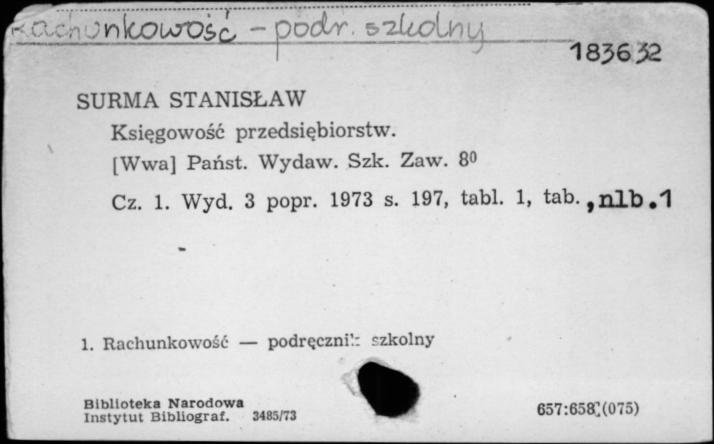 Rachunkowość - podr. szkolny
183632
SURMA STANISŁAW
Księgowość przedsiębiorstw.
[Wwa] Państ. Wydaw. Szk. Zaw. 8⁰
Cz. 1. Wyd. 3 popr. 1973 s. 197, tabl. 1, tab., nlb.1
1. Rachunkowość — podręcznik szkolny
Biblioteka Narodowa
Instytut Bibliograf. 3485/73
657:658](075)